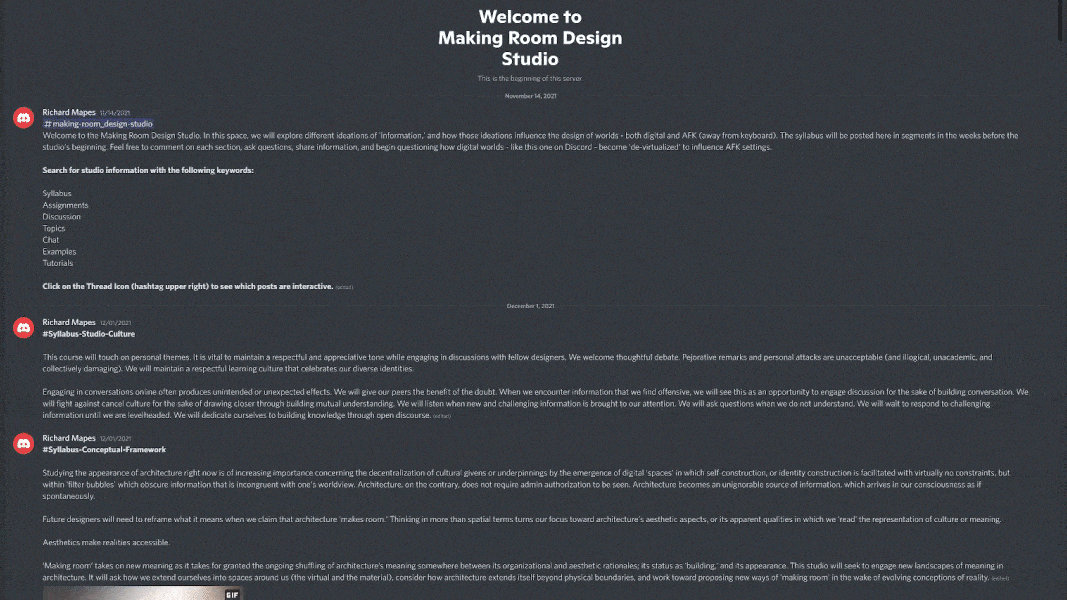 Welcome to
Making Room Design
Studio
This is the beginning of this server.
November 14, 2021
Richard Mapes 11/14/2021
#making-room_design-studio
Welcome to the Making Room Design Studio. In this space, we will explore different ideations of 'information,' and how those ideations influence the design of worlds - both digital and AFK (away from keyboard). The syllabus will be posted here in segments in the weeks before the
studio's beginning. Feel free to comment on each section, ask questions, share information, and begin questioning how digital worlds - like this one on Discord - become 'de-virtualized' to influence AFK settings.
Search for studio information with the following keywords:
Syllabus
Assignments
Discussion
Topics
Chat
Examples
Tutorials
Click on the Thread Icon (hashtag upper right) to see which posts are interactive. (edited)
December 1, 2021
Richard Mapes 12/01/2021
#Syllabus-Studio-Culture
This course will touch on personal themes. It is vital to maintain a respectful and appreciative tone while engaging in discussions with fellow designers. We welcome thoughtful debate. Pejorative remarks and personal attacks are unacceptable (and illogical, unacademic, and
collectively damaging). We will maintain a respectful learning culture that celebrates our diverse identities.
Engaging in conversations online often produces unintended or unexpected effects. We will give our peers the benefit of the doubt. When we encounter information that we find offensive, we will see this as an opportunity to engage discussion for the sake of building conversation. We
will fight against cancel culture for the sake of drawing closer through building mutual understanding. We will listen when new and challenging information is brought to our attention. We will ask questions when we do not understand. We will wait to respond to challenging
information until we are levelheaded. We will dedicate ourselves to building knowledge through open discourse. (edited)
Richard Mapes 12/01/2021
#Syllabus-Conceptual-Framework
Studying the appearance of architecture right now is of increasing importance concerning the decentralization of cultural givens or underpinnings by the emergence of digital 'spaces' in which self-construction, or identity construction is facilitated with virtually no constraints, but
within 'filter bubbles' which obscure information that is incongruent with one's worldview. Architecture, on the contrary, does not require admin authorization to be seen. Architecture becomes an unignorable source of information, which arrives in our consciousness as if
spontaneously.
Future designers will need to reframe what it means when we claim that architecture 'makes room.' Thinking in more than spatial terms turns our focus toward architecture's aesthetic aspects, or its apparent qualities in which we 'read' the representation of culture or meaning.
Aesthetics make realities accessible.
'Making room' takes on new meaning as it takes for granted the ongoing shuffling of architecture's meaning somewhere between its organizational and aesthetic rationales; its status as 'building,' and its appearance. This studio will seek to engage new landscapes of meaning in
architecture. It will ask how we extend ourselves into spaces around us (the virtual and the material), consider how architecture extends itself beyond physical boundaries, and work toward proposing new ways of 'making room' in the wake of evolving conceptions of reality. (edited)
GIF